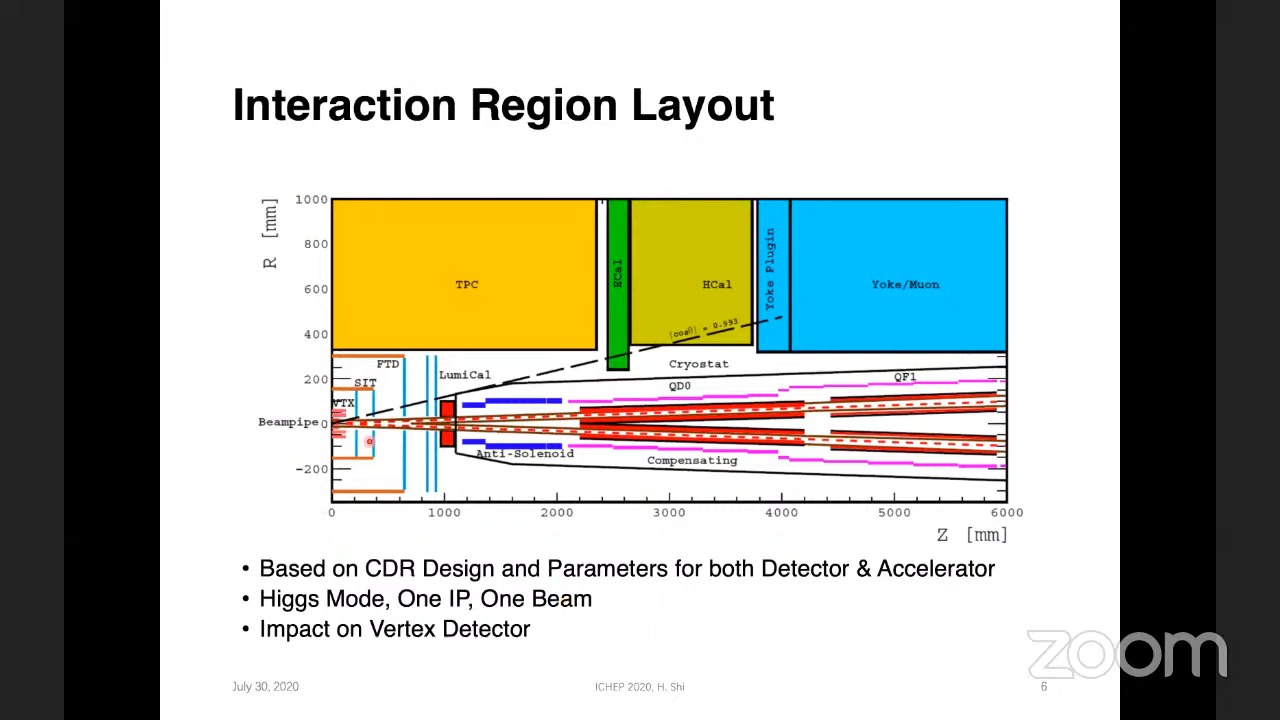 Interaction Region Layout
R [mm]
1000
800
600
400
200
0
−200
TPC
ECal
HCal
Yoke Plugin
Yoke/Muon
|cosθ| = 0.993
FTD
SIT
VTX
LumiCal
Beampipe
Cryostat
QD0
QF1
Anti-Solenoid
Compensating
0 1000 2000 3000 4000 5000 6000
Z [mm]
• Based on CDR Design and Parameters for both Detector & Accelerator
• Higgs Mode, One IP, One Beam
• Impact on Vertex Detector
zoom
July 30, 2020
ICHEP 2020, H. Shi
6